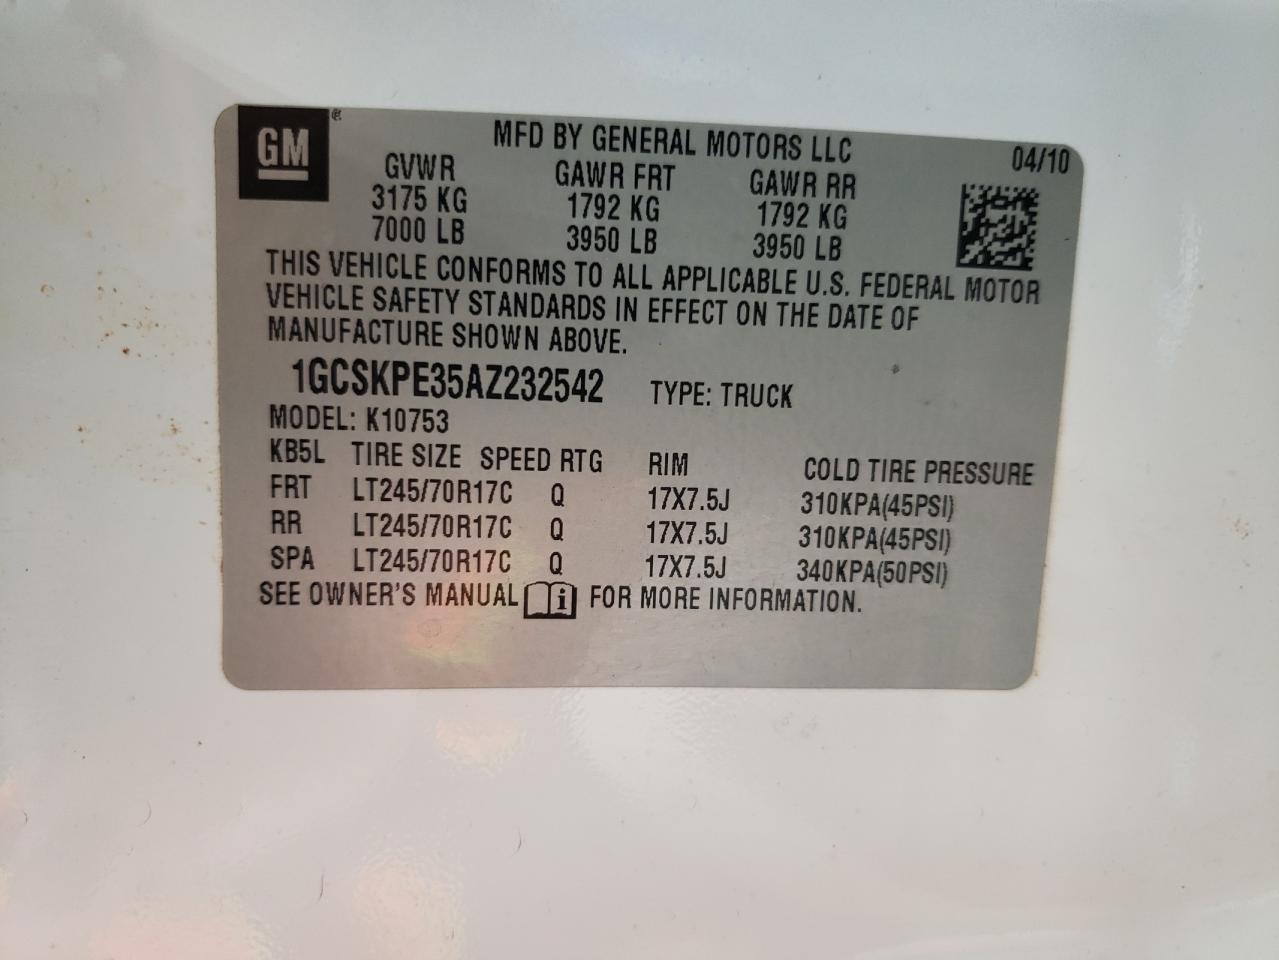 GM ®
MFD BY GENERAL MOTORS LLC 04/10
GVWR GAWR FRT GAWR RR
3175 KG 1792 KG 1792 KG
7000 LB 3950 LB 3950 LB
THIS VEHICLE CONFORMS TO ALL APPLICABLE U.S. FEDERAL MOTOR
VEHICLE SAFETY STANDARDS IN EFFECT ON THE DATE OF
MANUFACTURE SHOWN ABOVE.
1GCSKPE35AZ232542 TYPE: TRUCK
MODEL: K10753
KB5L TIRE SIZE SPEED RTG RIM COLD TIRE PRESSURE
FRT LT245/70R17C Q 17X7.5J 310KPA(45PSI)
RR LT245/70R17C Q 17X7.5J 310KPA(45PSI)
SPA LT245/70R17C Q 17X7.5J 340KPA(50PSI)
SEE OWNER'S MANUAL i FOR MORE INFORMATION.